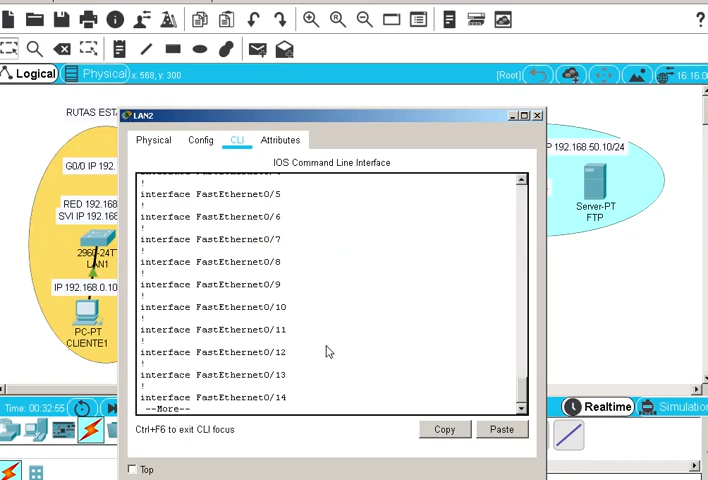 ?
Logical
Physical
x: 568, y: 300
[Root]
16:16:0
RUTAS EST
G0/0 IP 192.168
RED 192.168
SVI IP 192.168
2960-24TT
LAN1
IP 192.168.0.10
PC-PT
CLIENTE1
LAN2
Physical
Config
CLI
Attributes
IOS Command Line Interface
!
interface FastEthernet0/5
!
interface FastEthernet0/6
!
interface FastEthernet0/7
!
interface FastEthernet0/8
!
interface FastEthernet0/9
!
interface FastEthernet0/10
!
interface FastEthernet0/11
!
interface FastEthernet0/12
!
interface FastEthernet0/13
!
interface FastEthernet0/14
--More--
Ctrl+F6 to exit CLI focus
Copy
Paste
Top
P 192.168.50.10/24
Server-PT
FTP
Time: 00:32:55
Realtime
Simulation